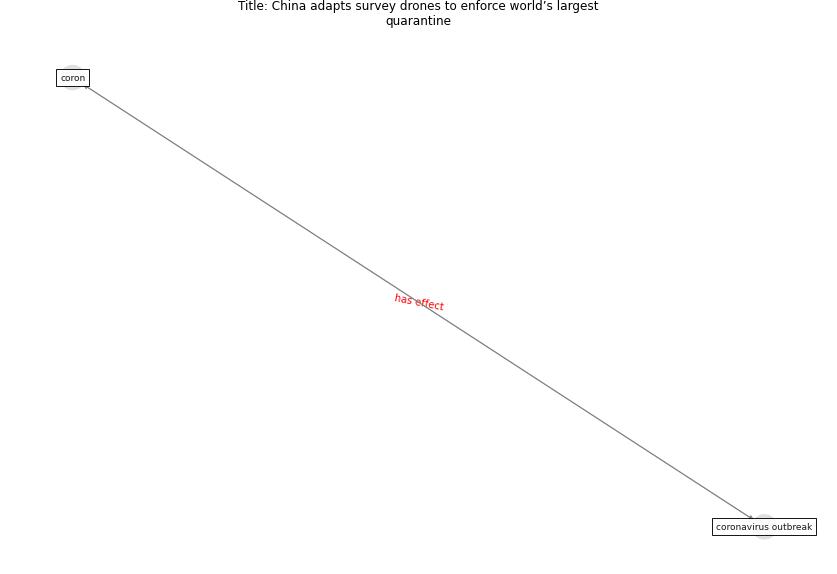 Title: China adapts survey drones to enforce world’s largest
quarantine
coron
has effect
coronavirus outbreak